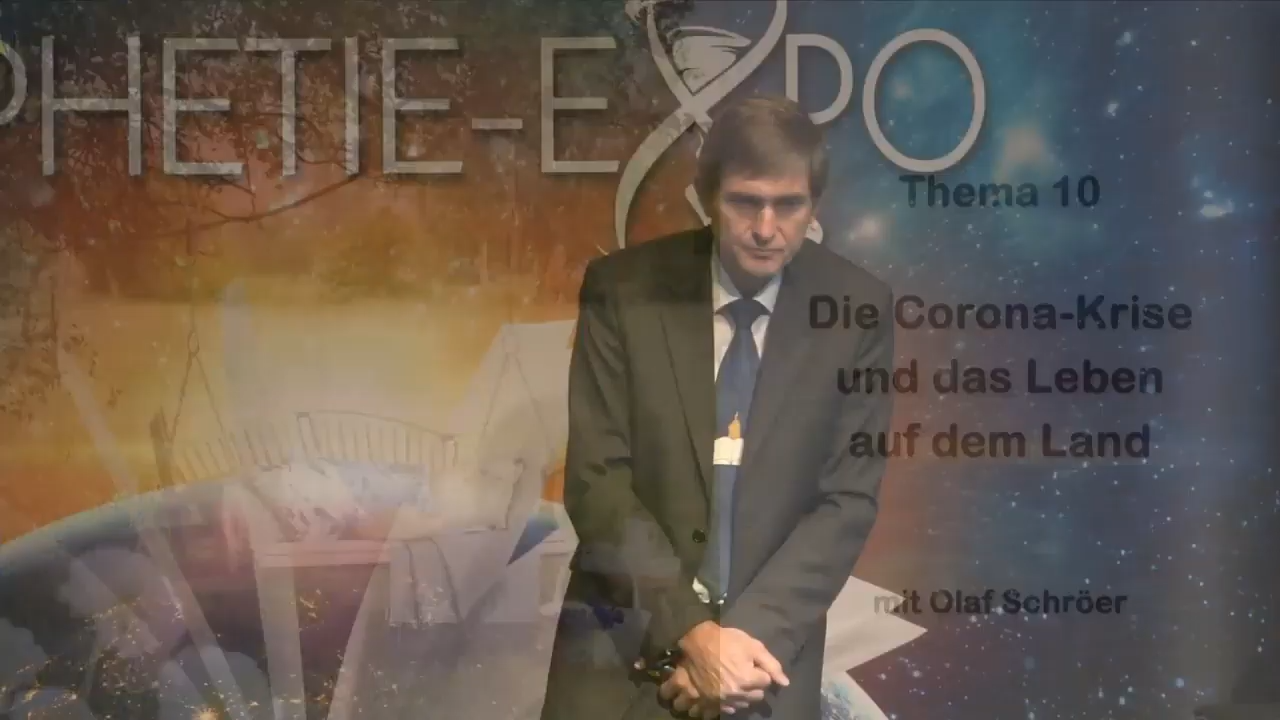 PHETIE-EXPO
Thema 10
Die Corona-Krise
und das Leben
auf dem Land
mit Olaf Schröer